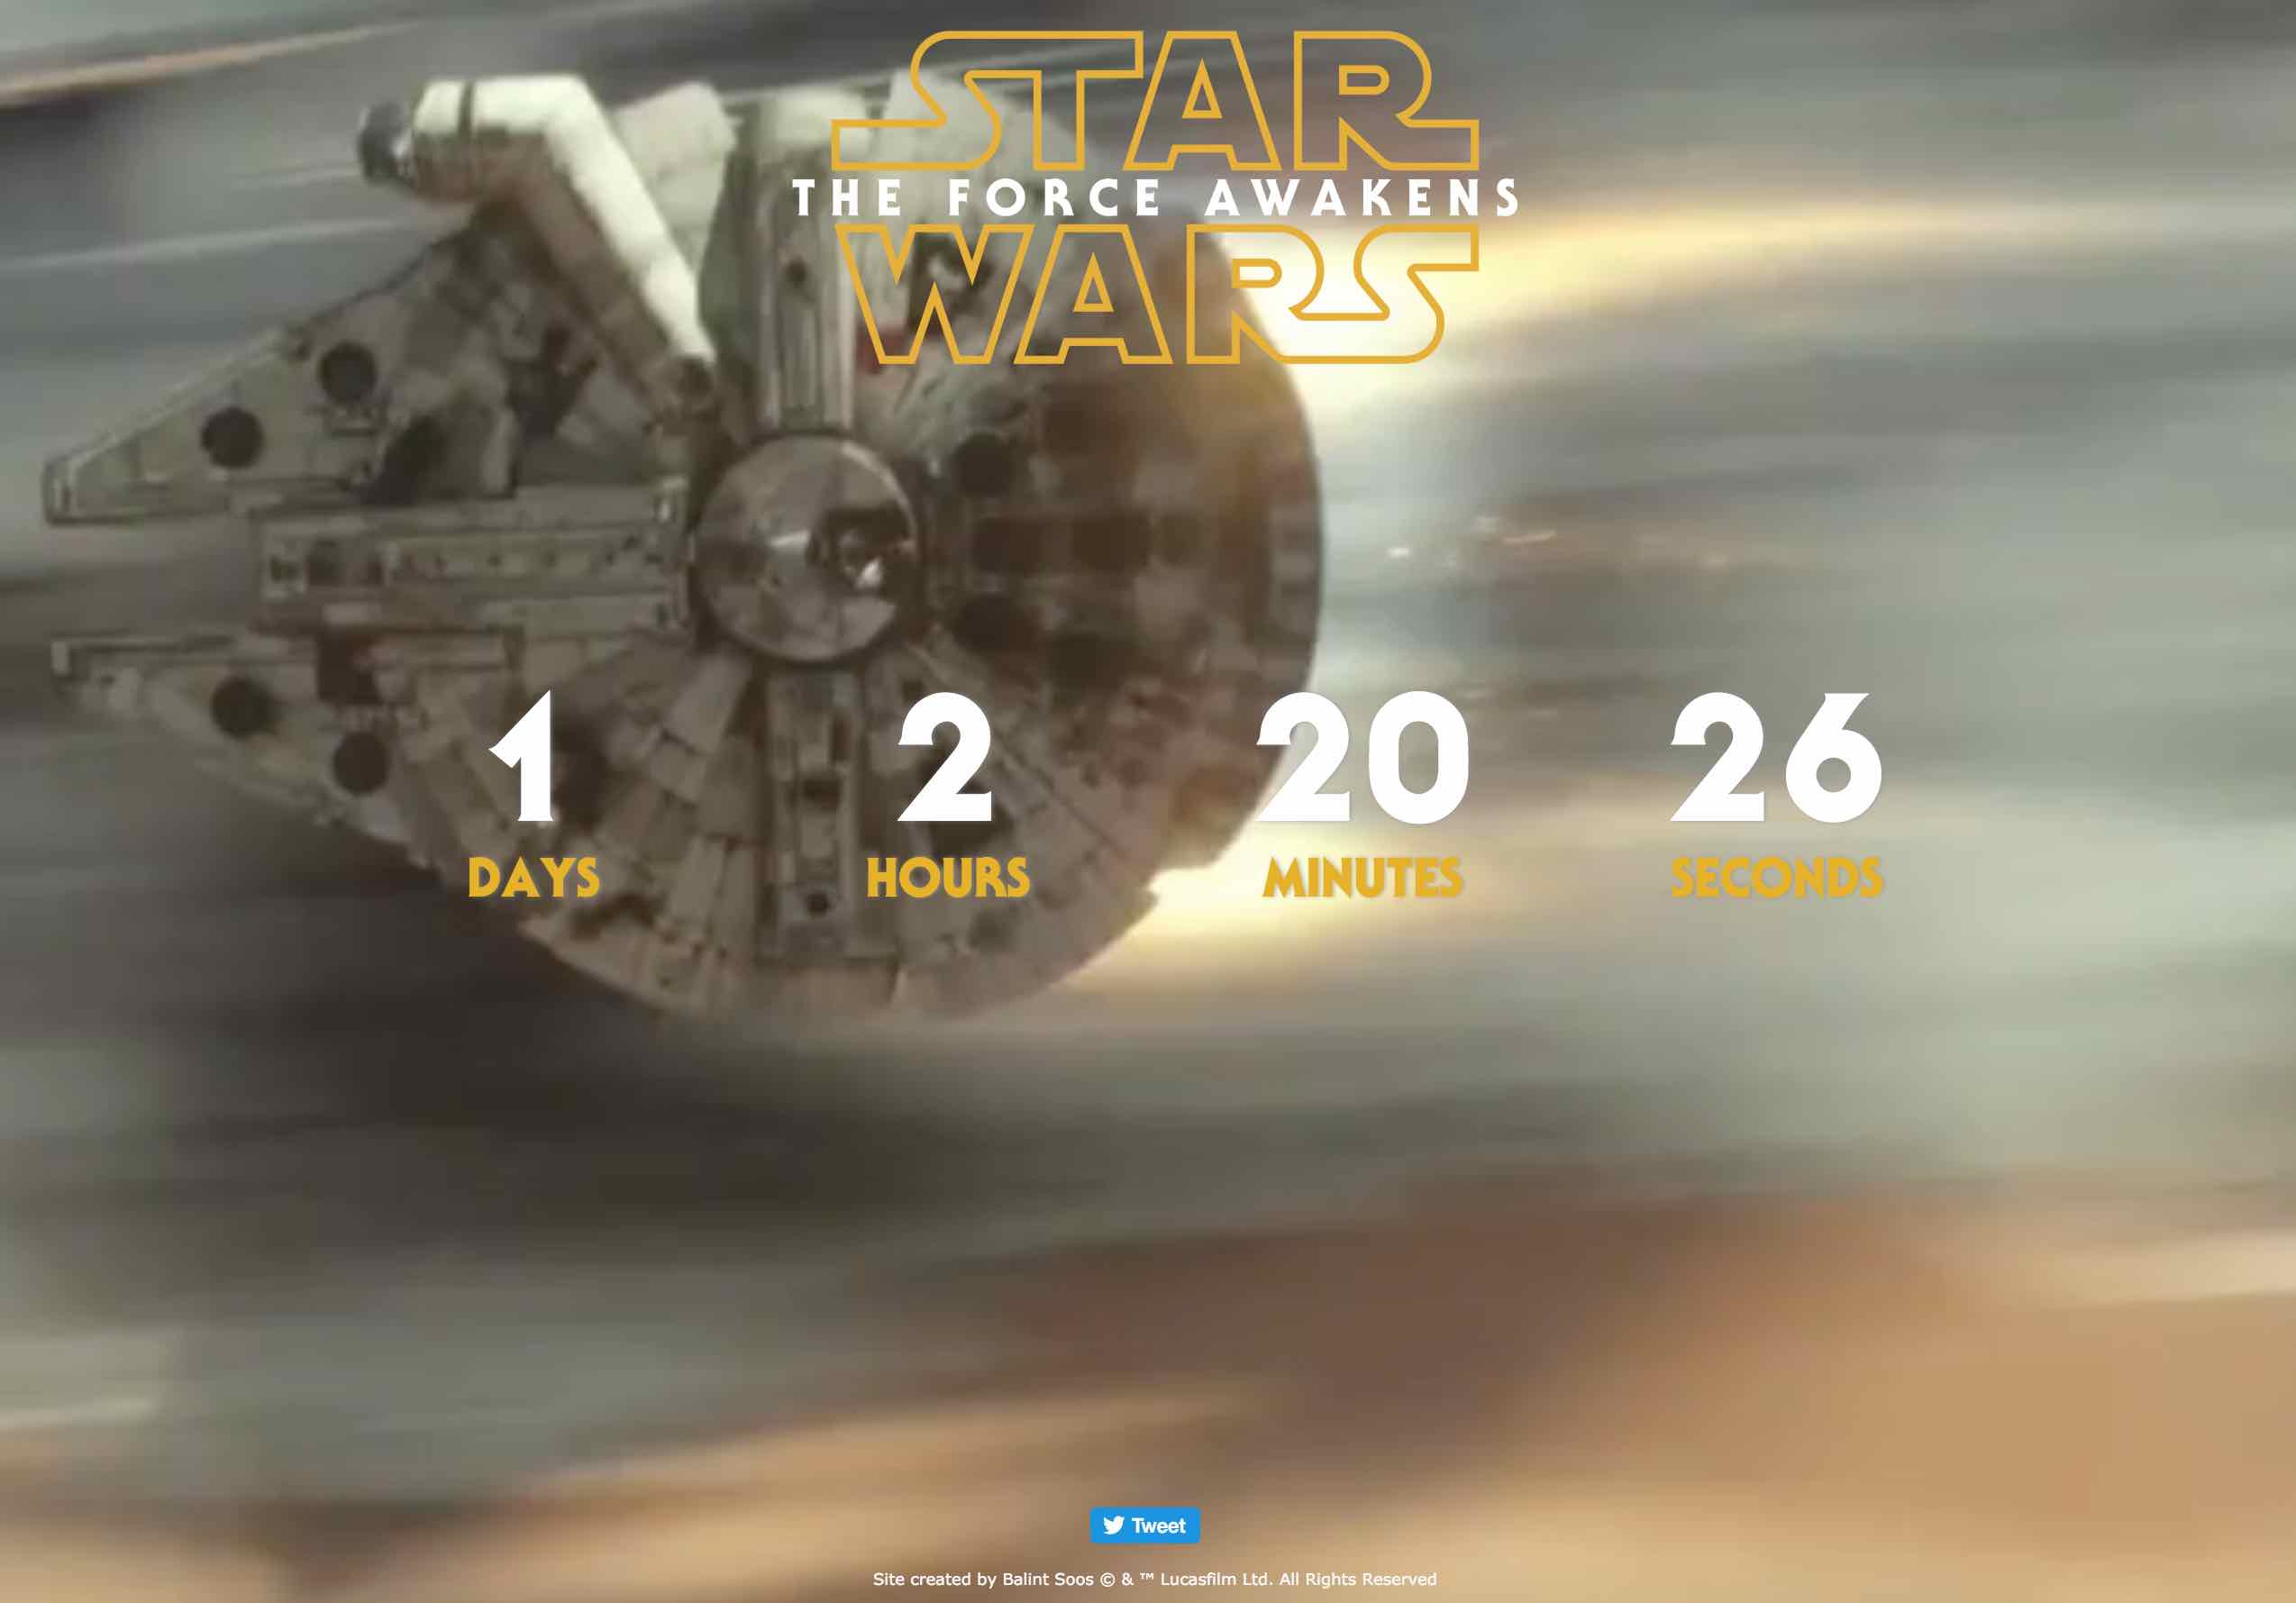 STAR
THE FORCE AWAKENS
WARS
1 2 20 26
DAYS HOURS MINUTES SECONDS
Tweet
Site created by Balint Soos © & ™ Lucasfilm Ltd. All Rights Reserved